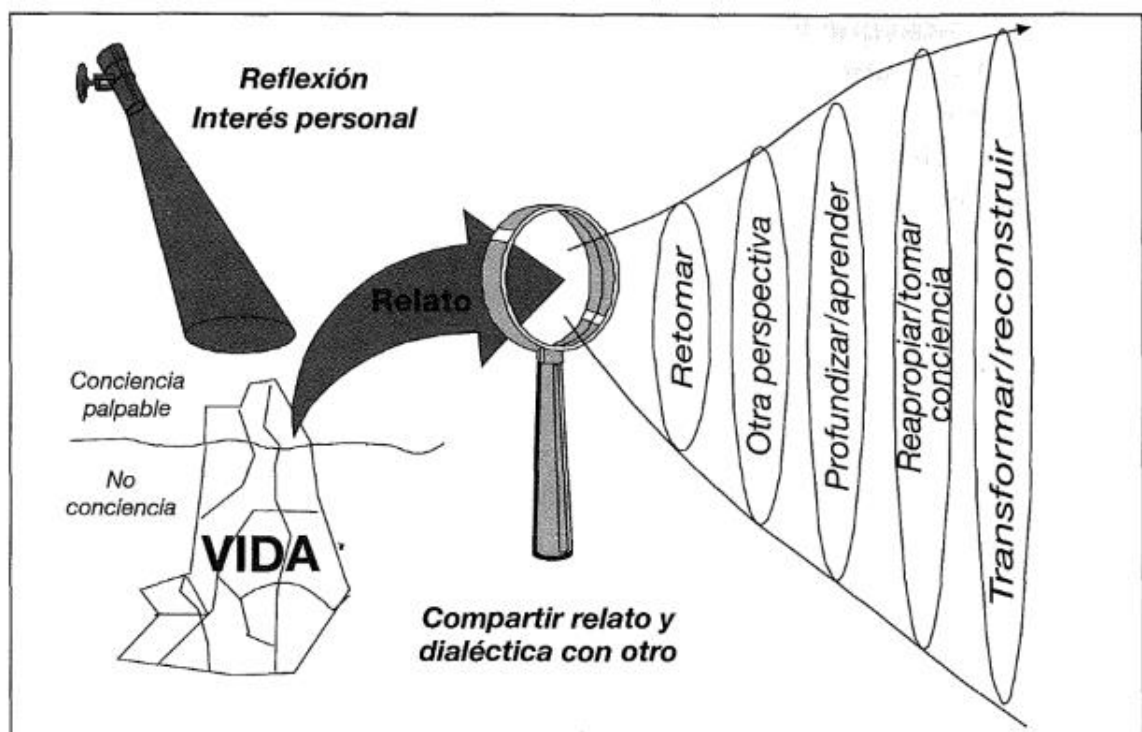 Reflexión
Interés personal
Relato
Conciencia
palpable
No
conciencia
VIDA
Compartir relato y
dialéctica con otro
Retomar
Otra perspectiva
Profundizar/aprender
Reapropiar/tomar
conciencia
Transformar/reconstruir